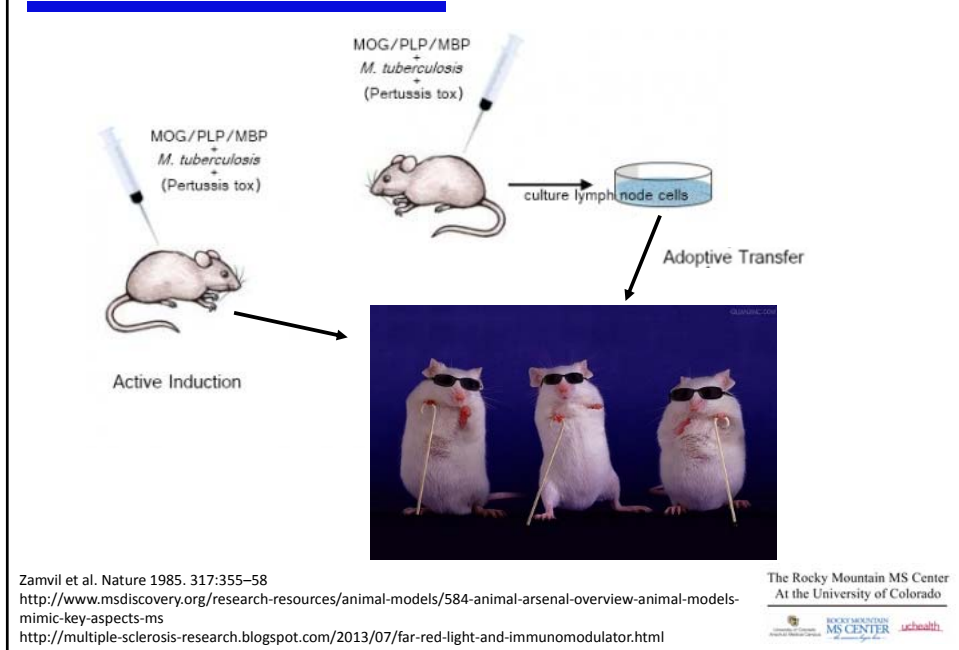 MOG/PLP/MBP
+
M. tuberculosis
+
(Pertussis tox)
MOG/PLP/MBP
+
M. tuberculosis
+
(Pertussis tox)
culture lymph node cells
Adoptive Transfer
Active Induction
Zamvil et al. Nature 1985. 317:355–58
http://www.msdiscovery.org/research-resources/animal-models/584-animal-arsenal-overview-animal-models-
mimic-key-aspects-ms
http://multiple-sclerosis-research.blogspot.com/2013/07/far-red-light-and-immunomodulator.html
The Rocky Mountain MS Center
At the University of Colorado
ROCKY MOUNTAIN
MS CENTER
uchealth